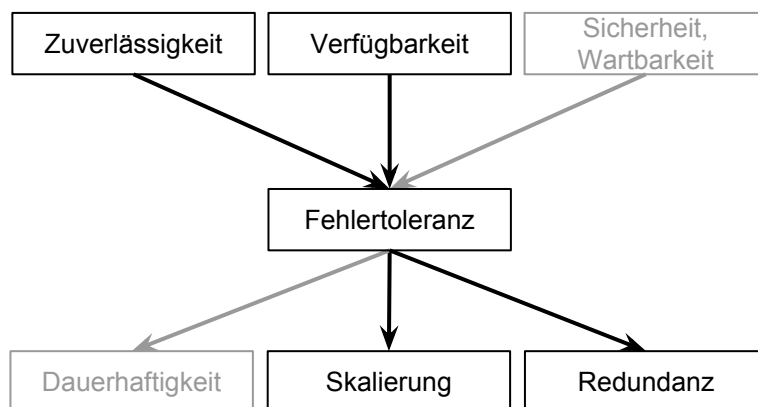 Zuverlässigkeit
Verfügbarkeit
Sicherheit,
Wartbarkeit
Fehlertoleranz
Dauerhaftigkeit
Skalierung
Redundanz